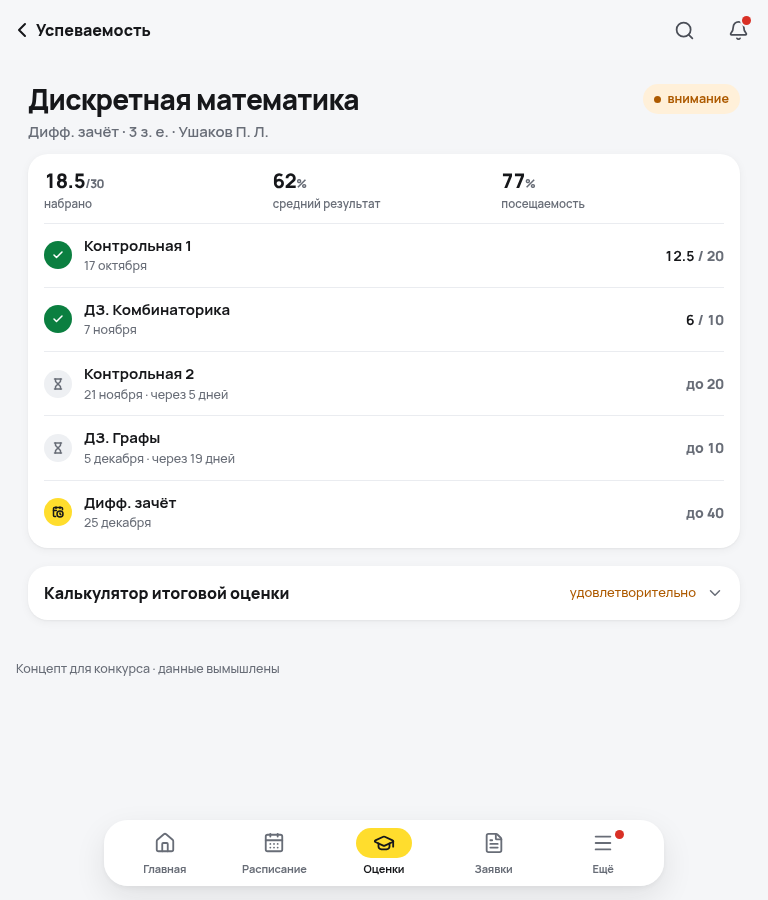 Успеваемость
Дискретная математика
внимание
Дифф. зачёт · 3 з. е. · Ушаков П. Л.
18.5/30
62%
77%
набрано
средний результат
посещаемость
Контрольная 1
17 октября
12.5 / 20
ДЗ. Комбинаторика
7 ноября
6 / 10
Контрольная 2
21 ноября · через 5 дней
до 20
ДЗ. Графы
5 декабря · через 19 дней
до 10
Дифф. зачёт
25 декабря
до 40
Калькулятор итоговой оценки
удовлетворительно
Концепт для конкурса · данные вымышлены
Главная
Расписание
Оценки
Заявки
Ещё